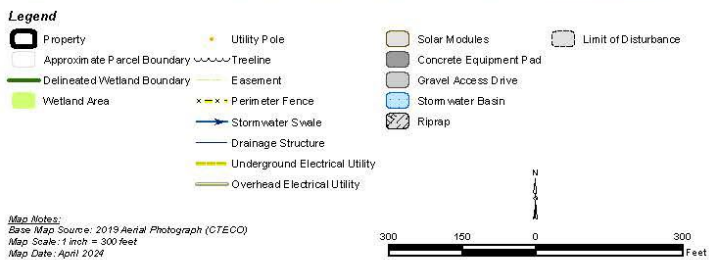 Legend
Property
Approximate Parcel Boundary
Delineated Wetland Boundary
Wetland Area
Utility Pole
Treeline
Easement
Perimeter Fence
Stormwater Swale
Drainage Structure
Underground Electrical Utility
Overhead Electrical Utility
Solar Modules
Concrete Equipment Pad
Gravel Access Drive
Stormwater Basin
Riprap
Limit of Disturbance
Map Notes:
Base Map Source: 2019 Aerial Photograph (CTECO)
Map Scale: 1 inch = 300 feet
Map Date: April 2024
N
300 150 0 300
Feet